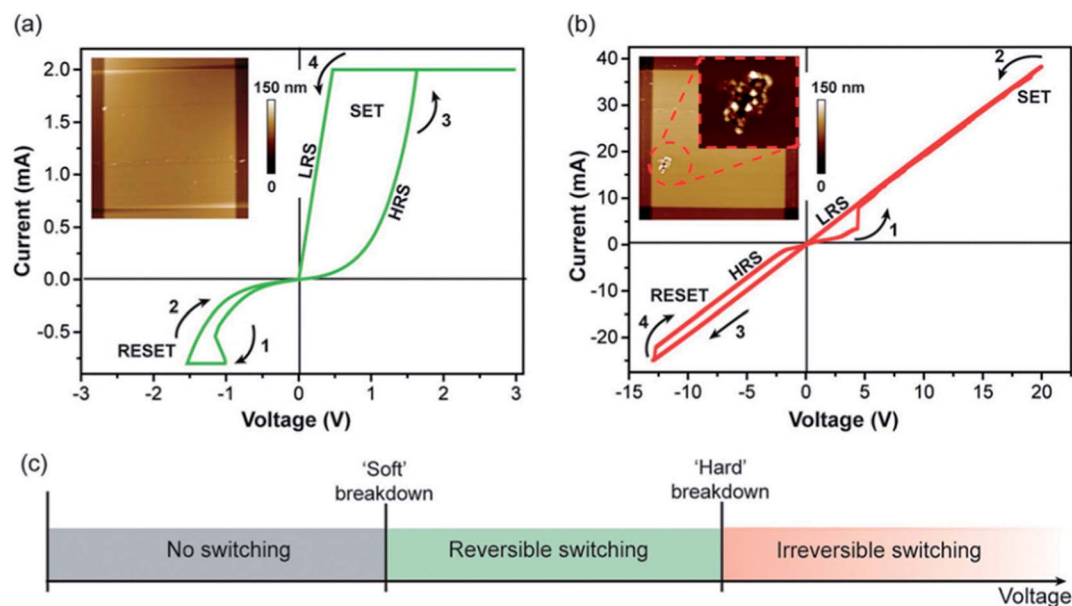 (a)
Current (mA)
2.0
1.5
1.0
0.5
0.0
-0.5
150 nm
0
4
SET
3
LRS
HRS
2
RESET
1
-3
-2
-1
0
1
2
3
Voltage (V)
(b)
Current (mA)
40
30
20
10
0
-10
-20
150 nm
0
2
SET
LRS
1
HRS
RESET
4
3
-15
-10
-5
0
5
10
15
20
Voltage (V)
(c)
'Soft'
breakdown
'Hard'
breakdown
No switching
Reversible switching
Irreversible switching
Voltage